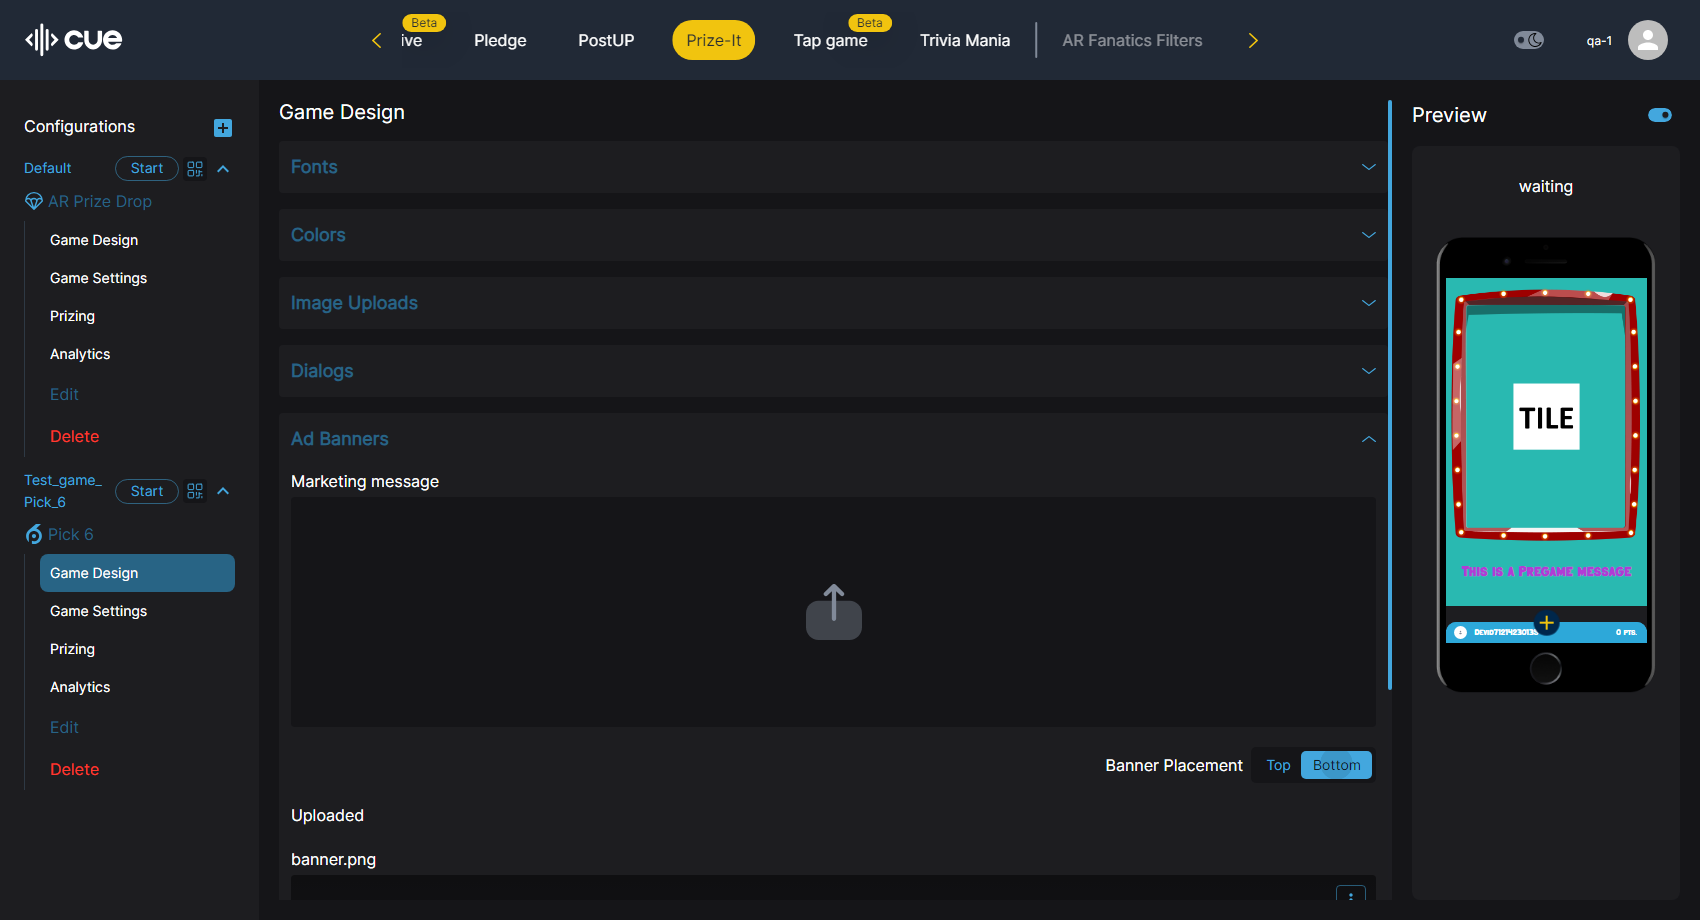 cue
Beta
ive
Pledge
PostUP
Prize-It
Beta
Tap game
Trivia Mania
AR Fanatics Filters
qa-1
Configurations
Default
Start
AR Prize Drop
Game Design
Game Settings
Prizing
Analytics
Edit
Delete
Test_game_
Pick_6
Start
Pick 6
Game Design
Game Settings
Prizing
Analytics
Edit
Delete
Game Design
Fonts
Colors
Image Uploads
Dialogs
Ad Banners
Marketing message
Banner Placement
Top
Bottom
Uploaded
banner.png
Preview
waiting
TILE
This is a Pregame message
0 pts.